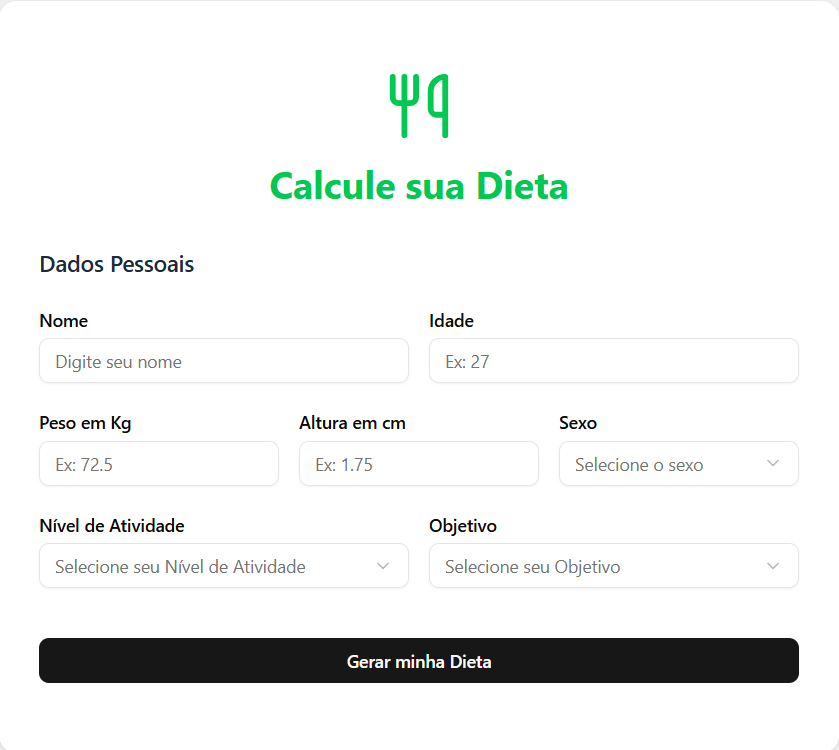 Calcule sua Dieta
Dados Pessoais
Nome
Idade
Digite seu nome
Ex: 27
Peso em Kg
Altura em cm
Sexo
Ex: 72.5
Ex: 1.75
Selecione o sexo
Nível de Atividade
Objetivo
Selecione seu Nível de Atividade
Selecione seu Objetivo
Gerar minha Dieta